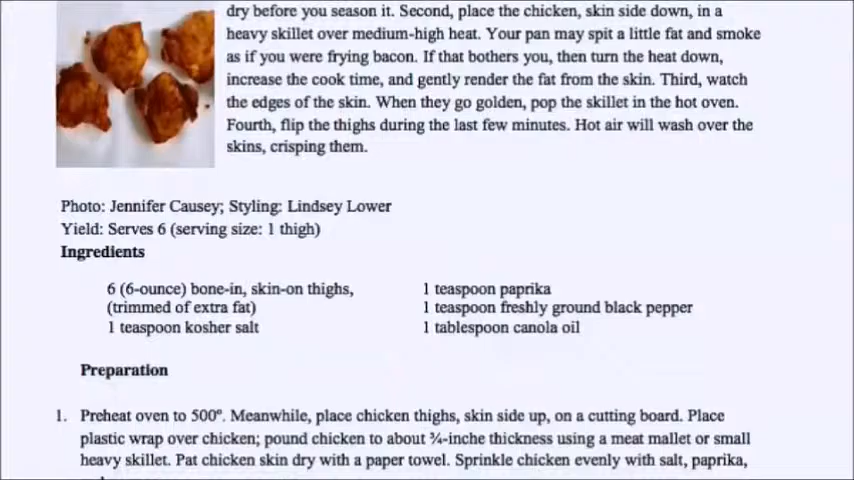 dry before you season it. Second, place the chicken, skin side down, in a
heavy skillet over medium-high heat. Your pan may spit a little fat and smoke
as if you were frying bacon. If that bothers you, then turn the heat down,
increase the cook time, and gently render the fat from the skin. Third, watch
the edges of the skin. When they go golden, pop the skillet in the hot oven.
Fourth, flip the thighs during the last few minutes. Hot air will wash over the
skins, crisping them.
Photo: Jennifer Causey; Styling: Lindsey Lower
Yield: Serves 6 (serving size: 1 thigh)
Ingredients
6 (6-ounce) bone-in, skin-on thighs,
(trimmed of extra fat)
1 teaspoon kosher salt
1 teaspoon paprika
1 teaspoon freshly ground black pepper
1 tablespoon canola oil
Preparation
1. Preheat oven to 500º. Meanwhile, place chicken thighs, skin side up, on a cutting board. Place
plastic wrap over chicken; pound chicken to about ¾-inche thickness using a meat mallet or small
heavy skillet. Pat chicken skin dry with a paper towel. Sprinkle chicken evenly with salt, paprika,